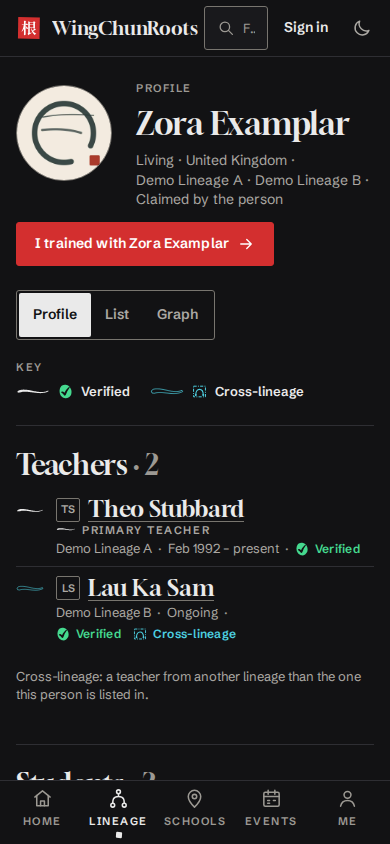 根 WingChunRoots F.. Sign in
PROFILE
Zora Examplar
Living · United Kingdom ·
Demo Lineage A · Demo Lineage B ·
Claimed by the person
I trained with Zora Examplar →
Profile List Graph
KEY
Verified Cross-lineage
Teachers · 2
TS Theo Stubbard
PRIMARY TEACHER
Demo Lineage A · Feb 1992 – present · Verified
LS Lau Ka Sam
Demo Lineage B · Ongoing ·
Verified Cross-lineage
Cross-lineage: a teacher from another lineage than the one
this person is listed in.
HOME LINEAGE SCHOOLS EVENTS ME